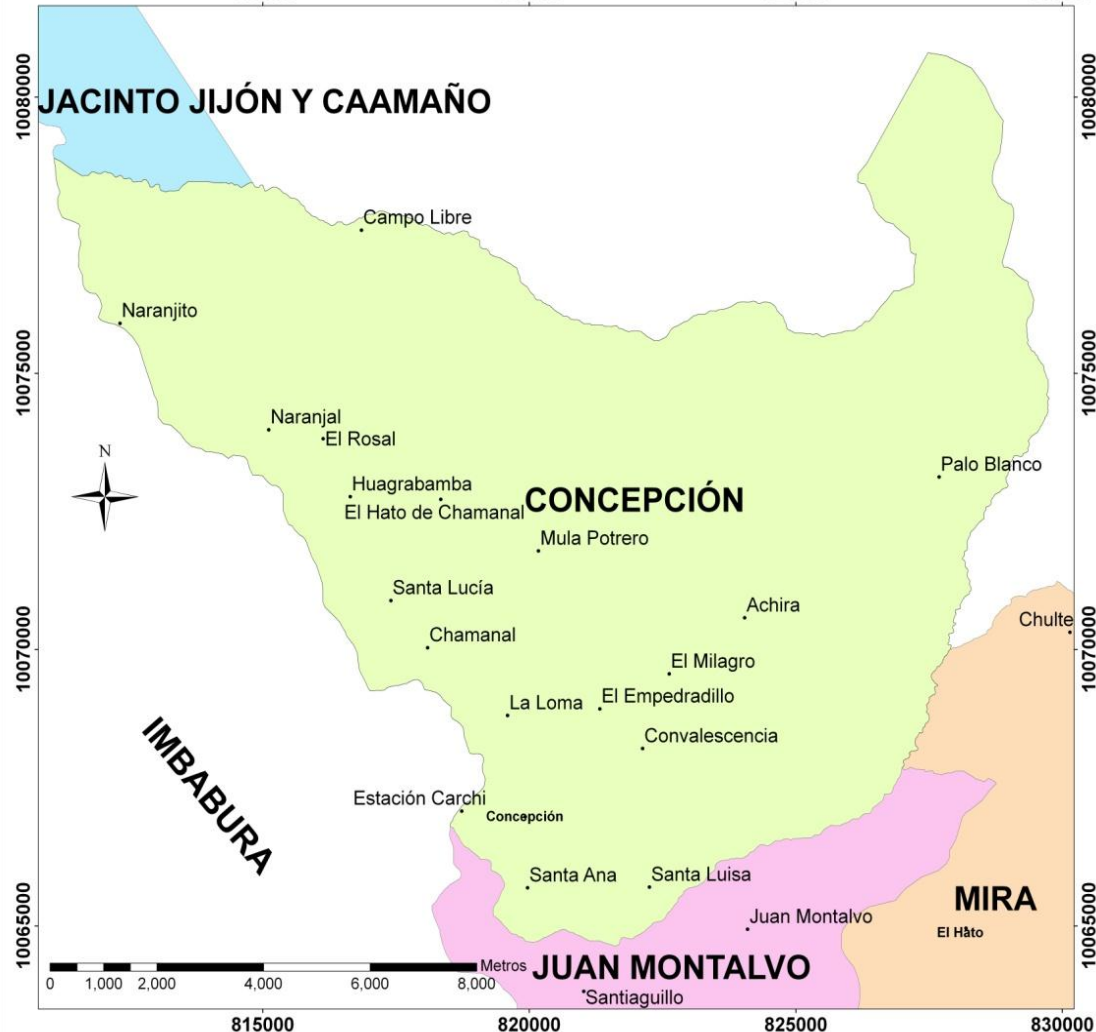 JACINTO JIJÓN Y CAAMAÑO
10080000
10080000
Campo Libre
Naranjito
10075000
10075000
Naranjal
El Rosal
Palo Blanco
N
Huagrabamba
CONCEPCIÓN
El Hato de Chamanal
Mula Potrero
Santa Lucía
Achira
Chulte
10070000
10070000
Chamanal
El Milagro
El Empedradillo
La Loma
Convalescencia
IMBABURA
Estación Carchi
Concepción
Santa Ana
Santa Luisa
MIRA
Juan Montalvo
El Hato
10065000
10065000
JUAN MONTALVO
Metros
0 1,000 2,000 4,000 6,000 8,000
Santiaguillo
815000 820000 825000 830000